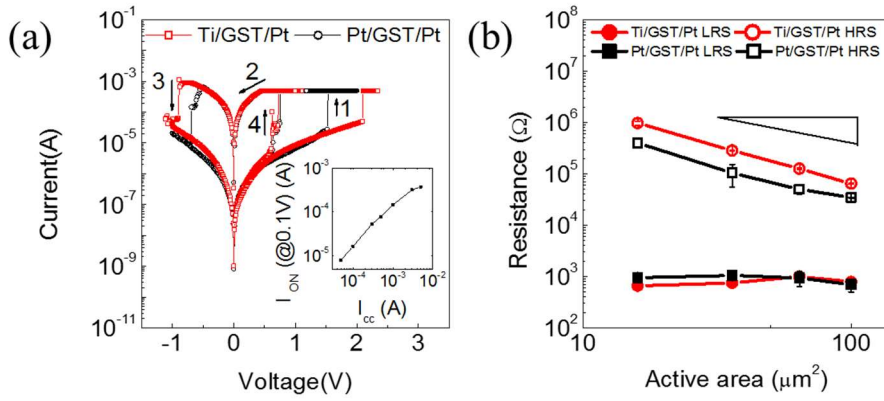 (a)
Ti/GST/Pt Pt/GST/Pt
Current(A)
10⁻¹
10⁻³
10⁻⁵
10⁻⁷
10⁻⁹
10⁻¹¹
3
2
4
1
I_ON (@0.1V) (A)
10⁻³
10⁻⁴
10⁻⁵
10⁻⁴ 10⁻³ 10⁻²
I_cc (A)
-1 0 1 2 3
Voltage(V)
(b)
Ti/GST/Pt LRS Ti/GST/Pt HRS
Pt/GST/Pt LRS Pt/GST/Pt HRS
Resistance (Ω)
10⁸
10⁷
10⁶
10⁵
10⁴
10³
10²
10 100
Active area (μm²)